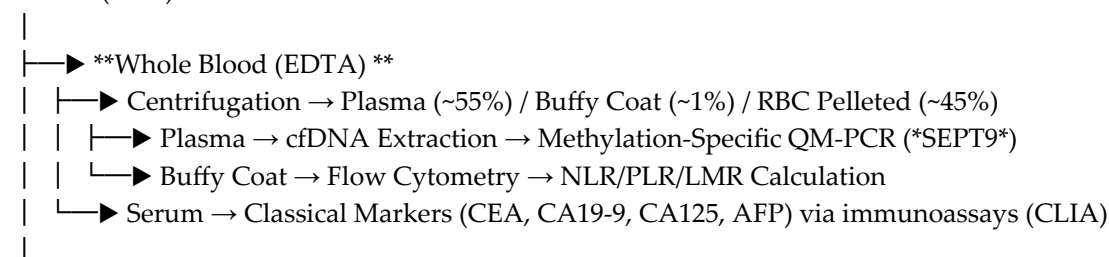 │
├──► **Whole Blood (EDTA) **
│ ├──► Centrifugation → Plasma (~55%) / Buffy Coat (~1%) / RBC Pelleted (~45%)
│ │ ├──► Plasma → cfDNA Extraction → Methylation-Specific QM-PCR (*SEPT9*)
│ │ └──► Buffy Coat → Flow Cytometry → NLR/PLR/LMR Calculation
│ └──► Serum → Classical Markers (CEA, CA19-9, CA125, AFP) via immunoassays (CLIA)
│